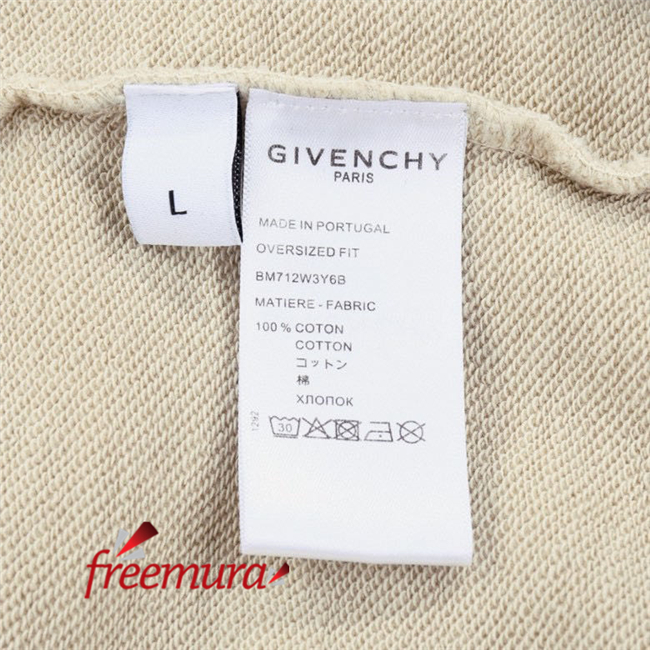 L
GIVENCHY
PARIS
MADE IN PORTUGAL
OVERSIZED FIT
BM712W3Y6B
MATIERE - FABRIC
100 % COTON
COTTON
コットン
棉
ХЛОПОК
1292
30
freemura